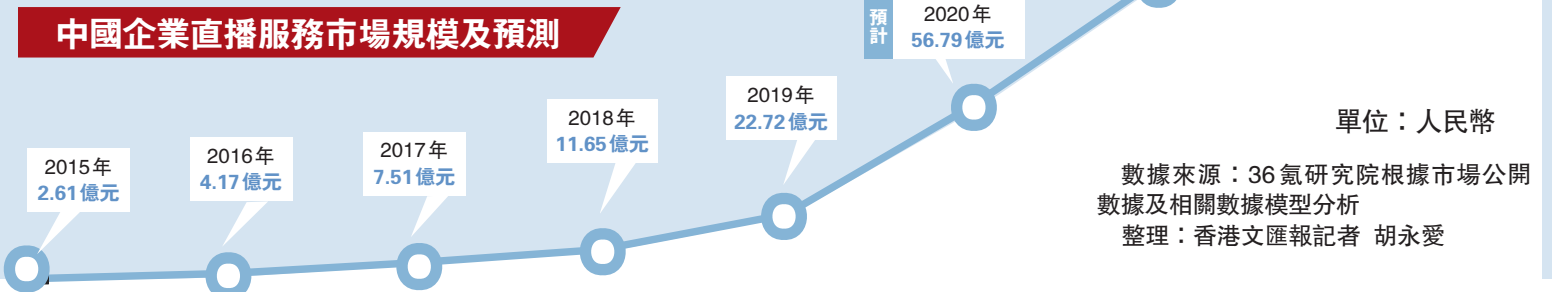 中國企業直播服務市場規模及預測
2015年
2.61億元
2016年
4.17億元
2017年
7.51億元
2018年
11.65億元
2019年
22.72億元
預計
2020年
56.79億元
單位：人民幣
數據來源：36氪研究院根據市場公開
數據及相關數據模型分析
整理：香港文匯報記者 胡永愛